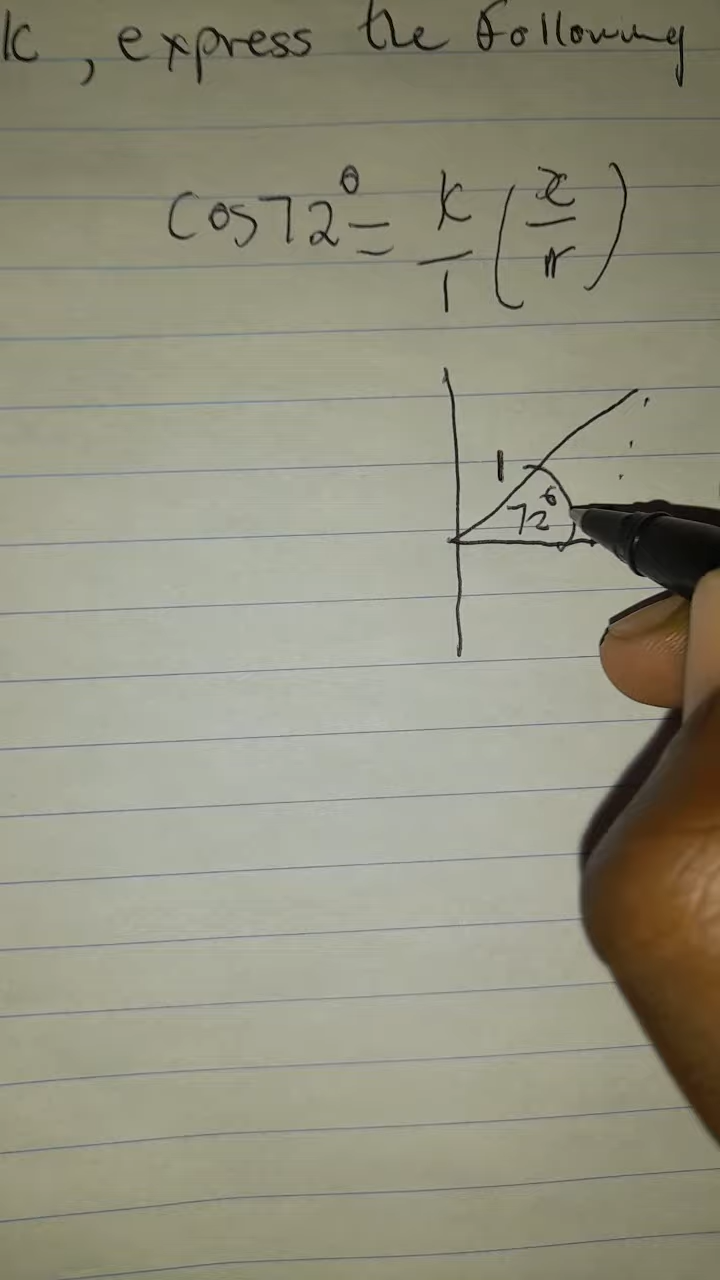 k, express the following
cos72° = k/1 (x/r)
1
72°